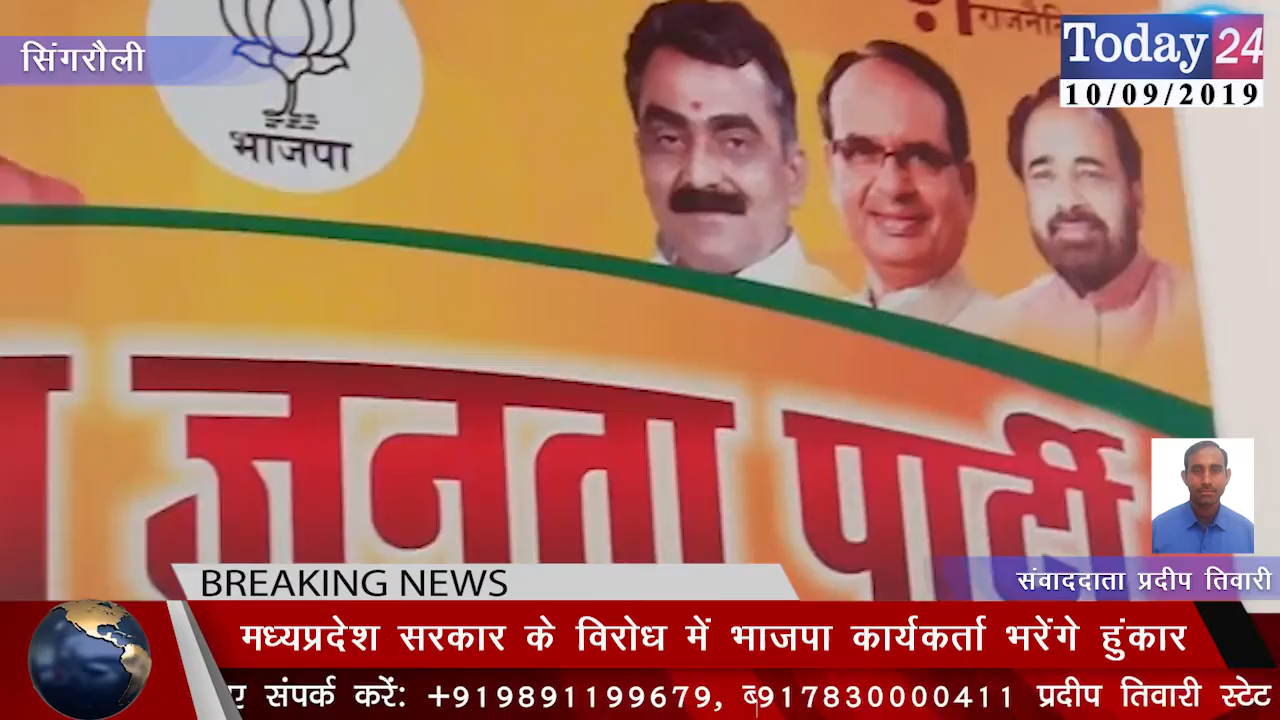 सिंगरौली
Today 24
10/09/2019
भाजपा
जनता पार्टी
संवाददाता प्रदीप तिवारी
BREAKING NEWS
मध्यप्रदेश सरकार के विरोध में भाजपा कार्यकर्ता भरेंगे हुंकार
संपर्क करें: +919891199679, 917830000411 प्रदीप तिवारी स्टेट